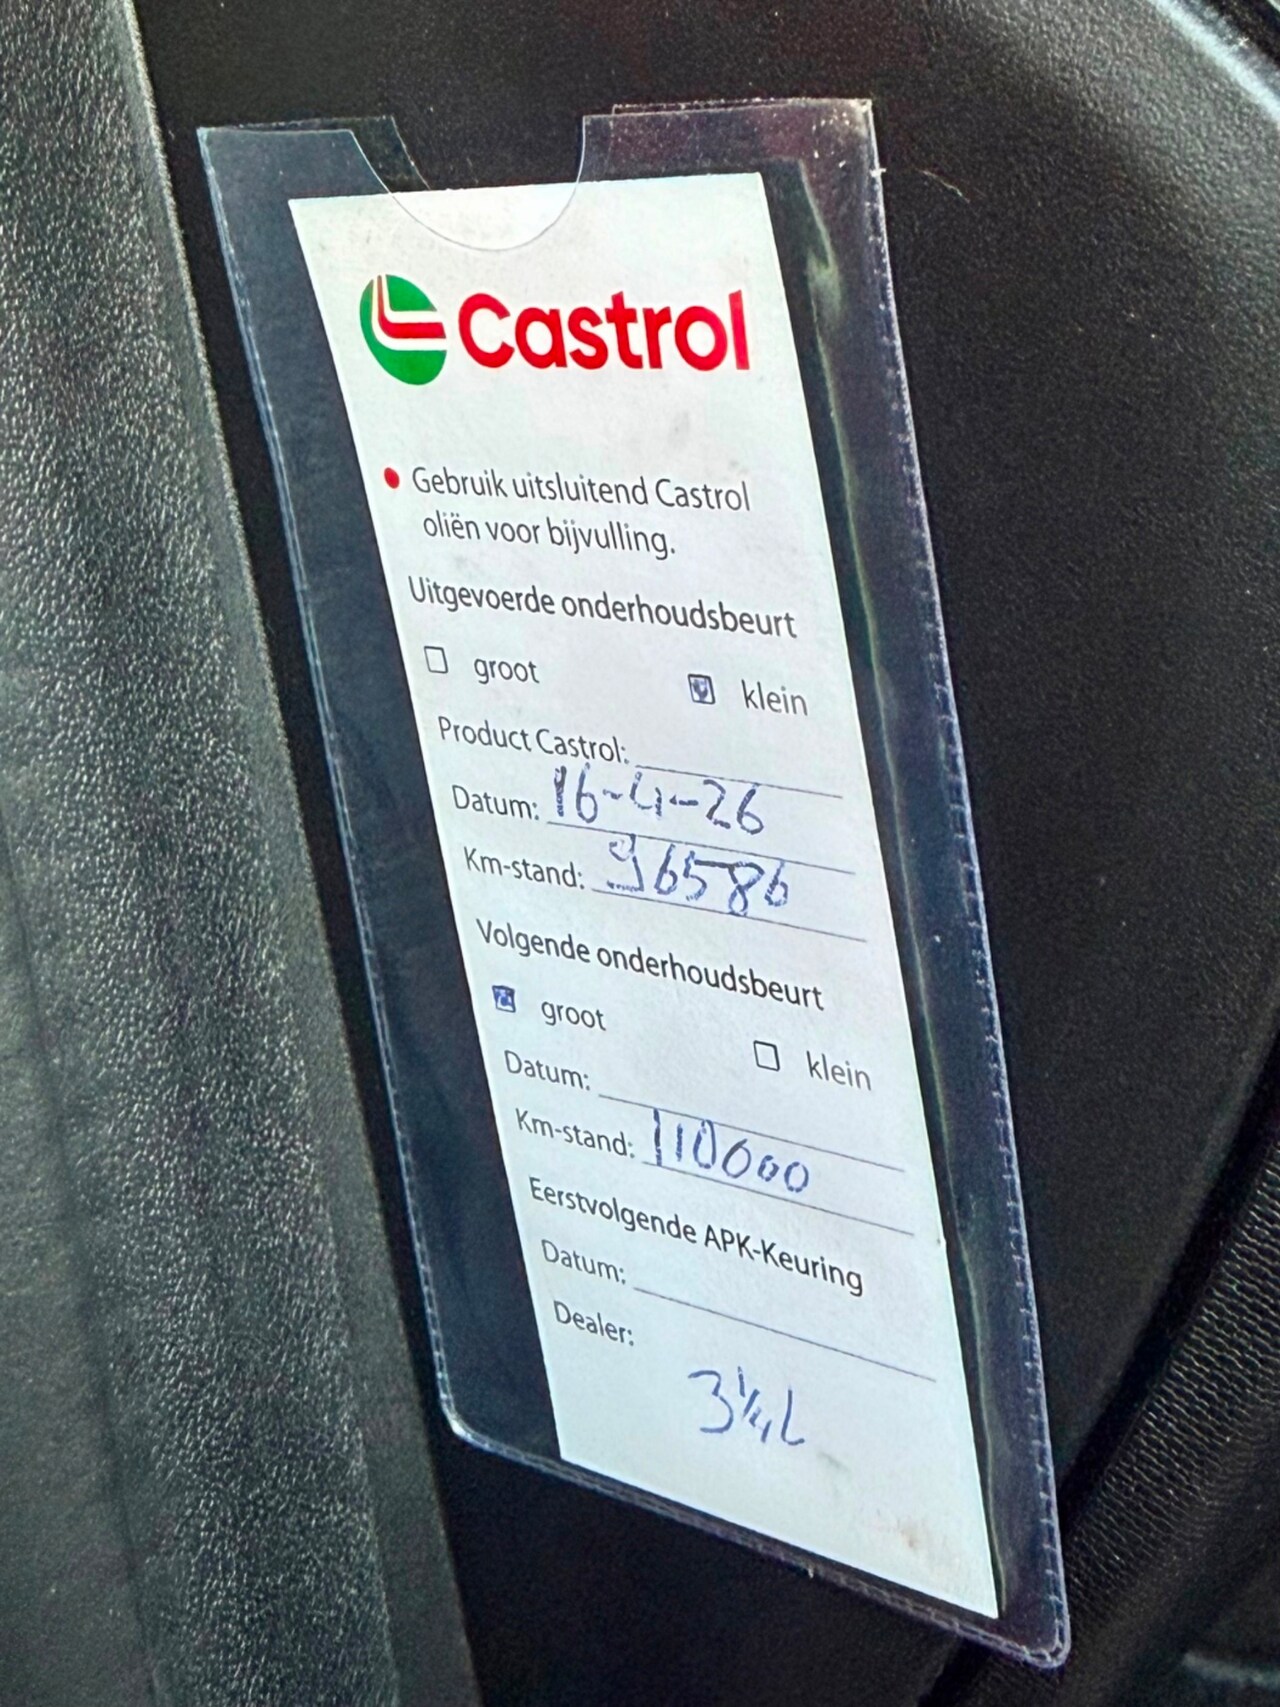 Castrol
• Gebruik uitsluitend Castrol
oliën voor bijvulling.
Uitgevoerde onderhoudsbeurt
groot klein
Product Castrol:
Datum: 16-4-26
Km-stand: 96586
Volgende onderhoudsbeurt
groot klein
Datum:
Km-stand: 110000
Eerstvolgende APK-Keuring
Datum:
Dealer:
3¼L